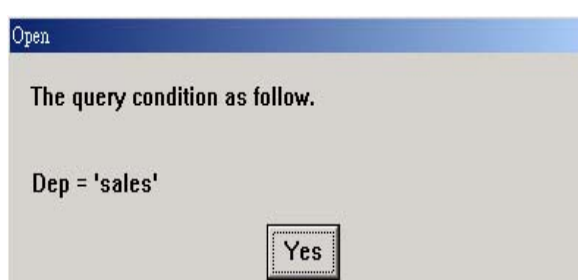 Open
The query condition as follow.
Dep = 'sales'
Yes